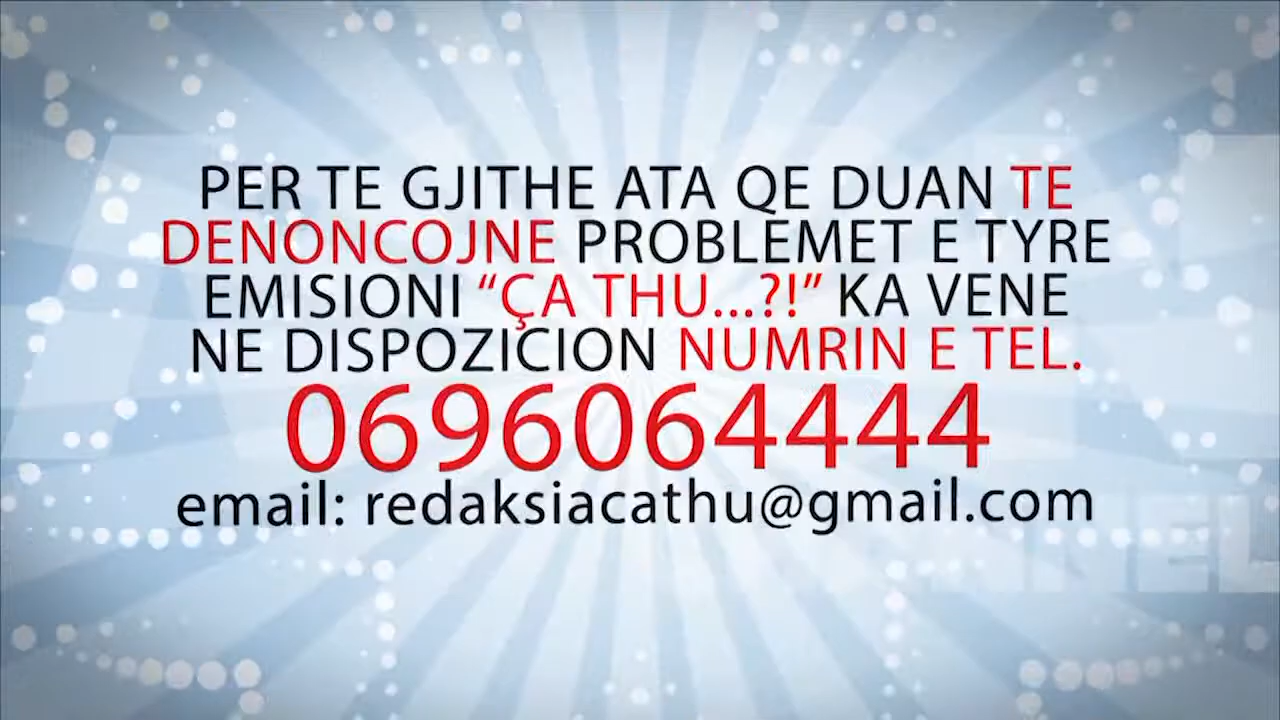 PER TE GJITHE ATA QE DUAN TE
DENONCOJNE PROBLEMET E TYRE
EMISIONI “ÇA THU...?!” KA VENE
NE DISPOZICION NUMRIN E TEL.
0696064444
email: redaksiacathu@gmail.com